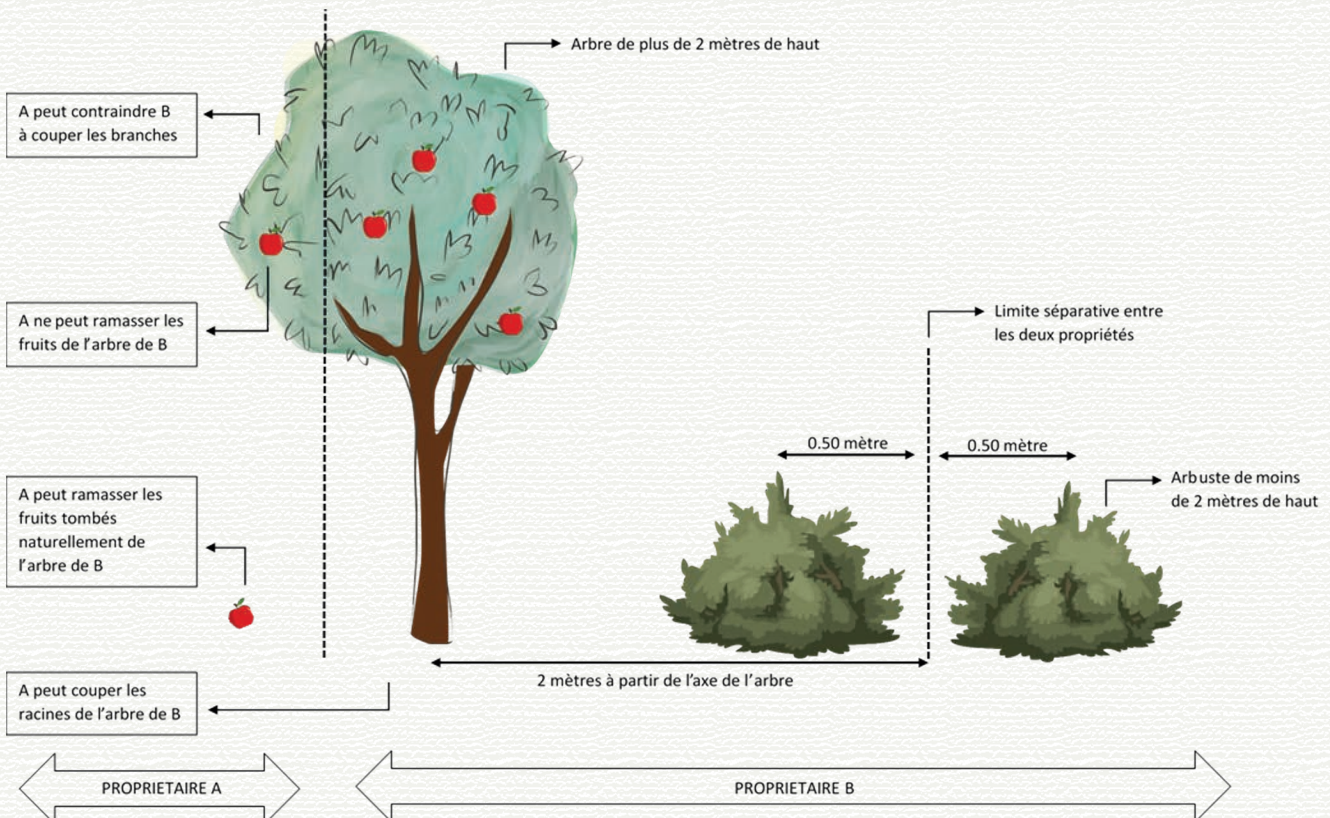 Arbre de plus de 2 mètres de haut
A peut contraindre B
à couper les branches
A ne peut ramasser les
fruits de l'arbre de B
Limite séparative entre
les deux propriétés
0.50 mètre
0.50 mètre
Arbuste de moins
de 2 mètres de haut
A peut ramasser les
fruits tombés
naturellement de
l'arbre de B
2 mètres à partir de l'axe de l'arbre
A peut couper les
racines de l'arbre de B
PROPRIETAIRE A
PROPRIETAIRE B